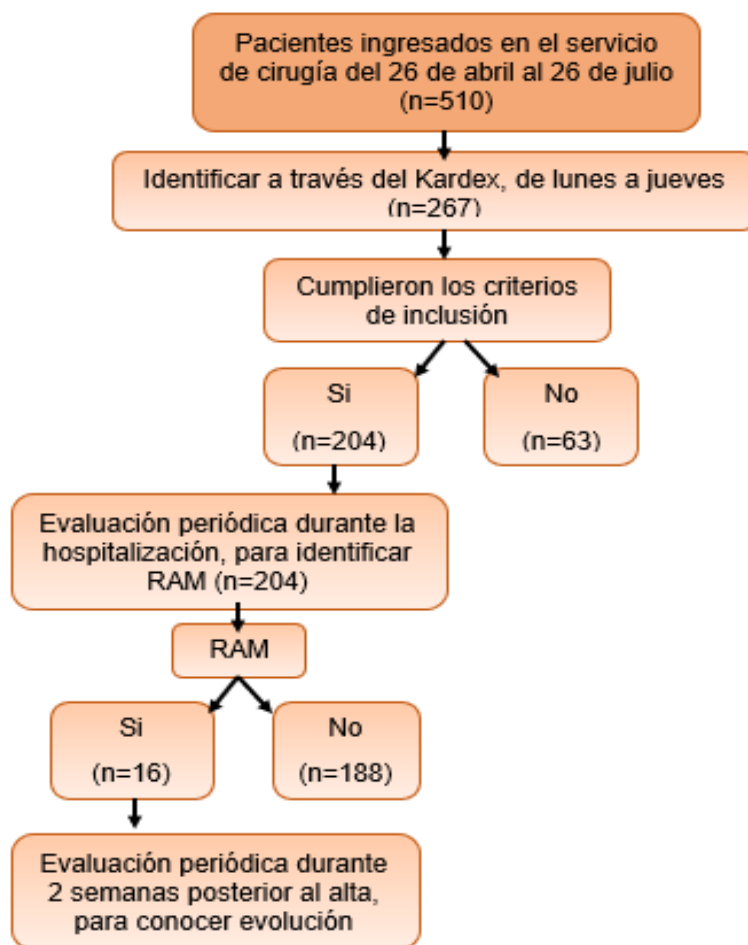 Pacientes ingresados en el servicio
de cirugía del 26 de abril al 26 de julio
(n=510)
Identificar a través del Kardex, de lunes a jueves
(n=267)
Cumplieron los criterios
de inclusión
Si
(n=204)
No
(n=63)
Evaluación periódica durante la
hospitalización, para identificar
RAM (n=204)
RAM
Si
(n=16)
No
(n=188)
Evaluación periódica durante
2 semanas posterior al alta,
para conocer evolución